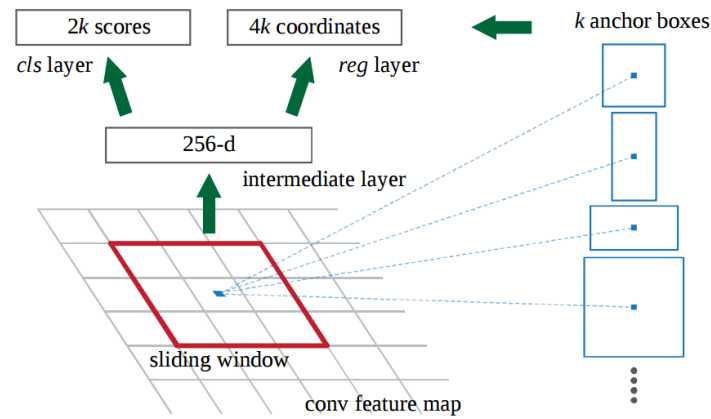 2k scores
4k coordinates
k anchor boxes
cls layer
reg layer
256-d
intermediate layer
sliding window
conv feature map